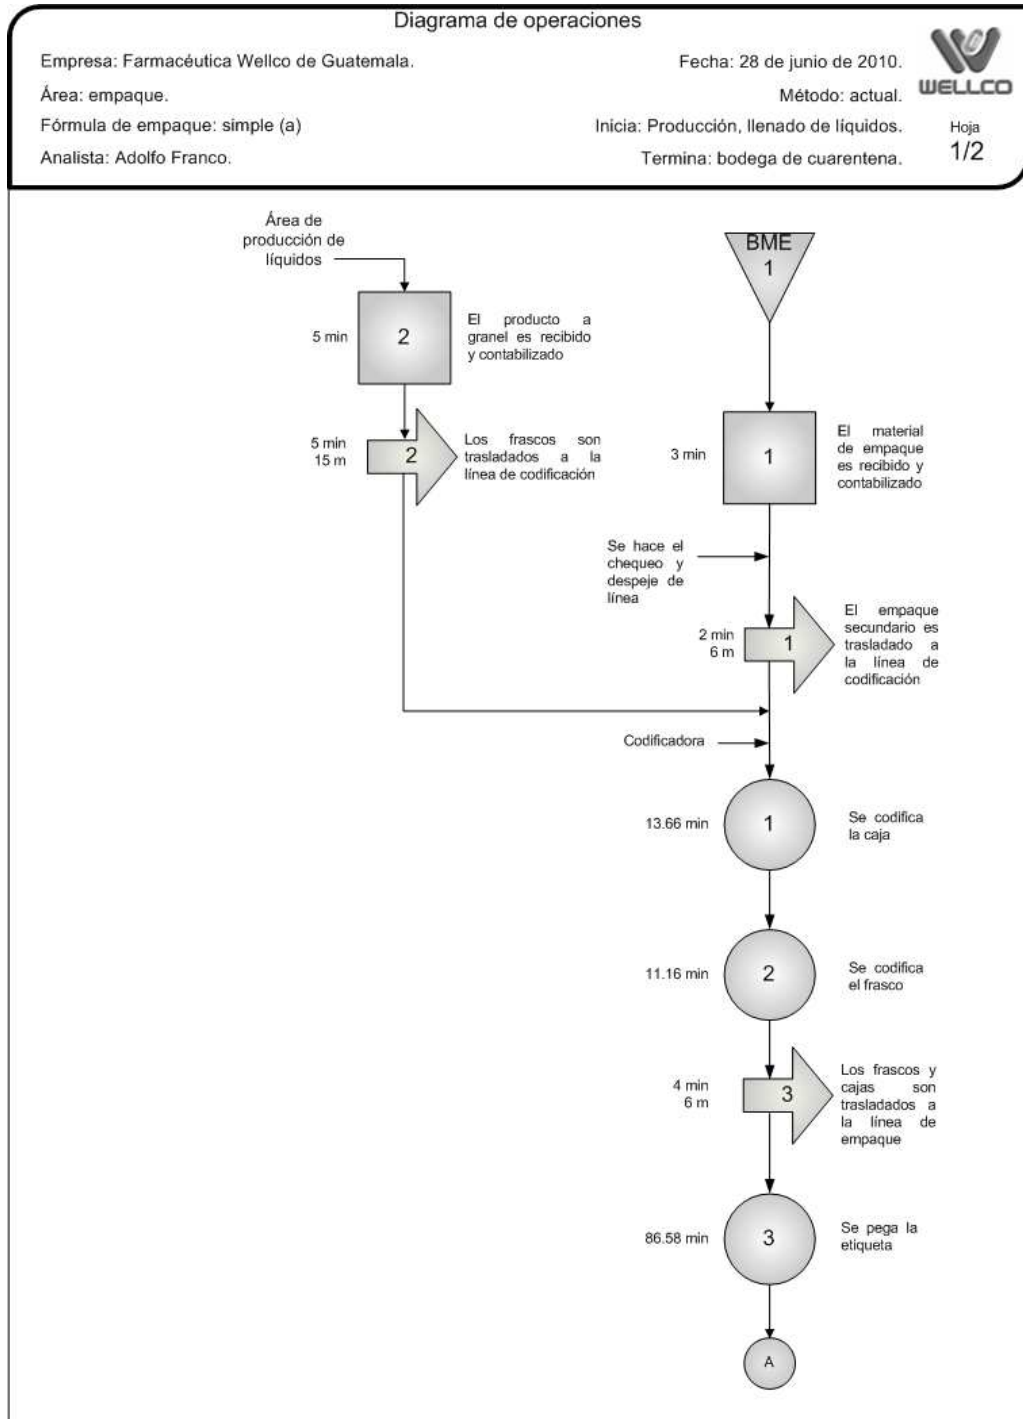 Diagrama de operaciones
Empresa: Farmacéutica Wellco de Guatemala.
Fecha: 28 de junio de 2010.
WELLCO
Área: empaque.
Método: actual.
Fórmula de empaque: simple (a)
Inicia: Producción, llenado de líquidos.
Hoja
Analista: Adolfo Franco.
Termina: bodega de cuarentena.
1/2
Área de
producción de
líquidos
BME
1
5 min
2
El producto a
granel es recibido
y contabilizado
5 min
15 m
2
Los frascos son
trasladados a la
línea de codificación
3 min
1
El material
de empaque
es recibido y
contabilizado
Se hace el
chequeo y
despeje de
línea
2 min
6 m
1
El empaque
secundario es
trasladado a
la línea de
codificación
Codificadora
13.66 min
1
Se codifica
la caja
11.16 min
2
Se codifica
el frasco
4 min
6 m
3
Los frascos y
cajas son
trasladados a
la línea de
empaque
86.58 min
3
Se pega la
etiqueta
A